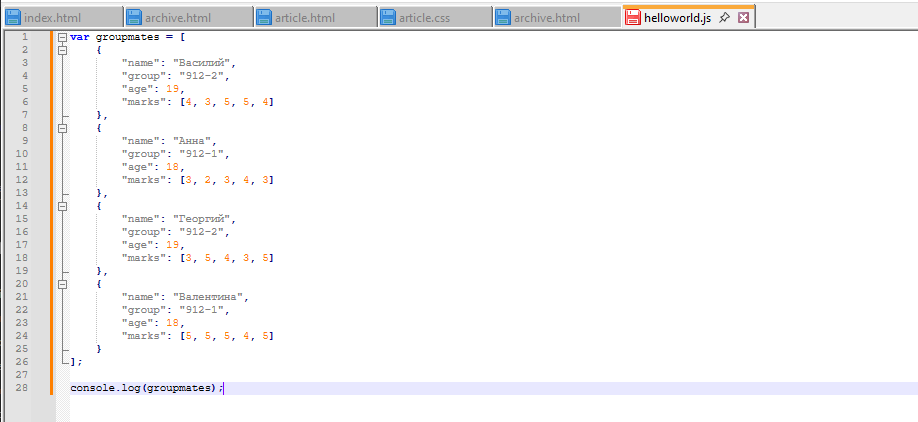 index.html archive.html article.html article.css archive.html helloworld.js
1 var groupmates = [
2 {
3 "name": "Василий",
4 "group": "912-2",
5 "age": 19,
6 "marks": [4, 3, 5, 5, 4]
7 },
8 {
9 "name": "Анна",
10 "group": "912-1",
11 "age": 18,
12 "marks": [3, 2, 3, 4, 3]
13 },
14 {
15 "name": "Георгий",
16 "group": "912-2",
17 "age": 19,
18 "marks": [3, 5, 4, 3, 5]
19 },
20 {
21 "name": "Валентина",
22 "group": "912-1",
23 "age": 18,
24 "marks": [5, 5, 5, 4, 5]
25 }
26 ];
27
28 console.log(groupmates);